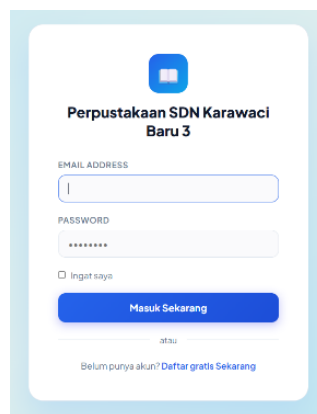 Perpustakaan SDN Karawaci
Baru 3
EMAIL ADDRESS
PASSWORD
Ingat saya
Masuk Sekarang
atau
Belum punya akun? Daftar gratis Sekarang